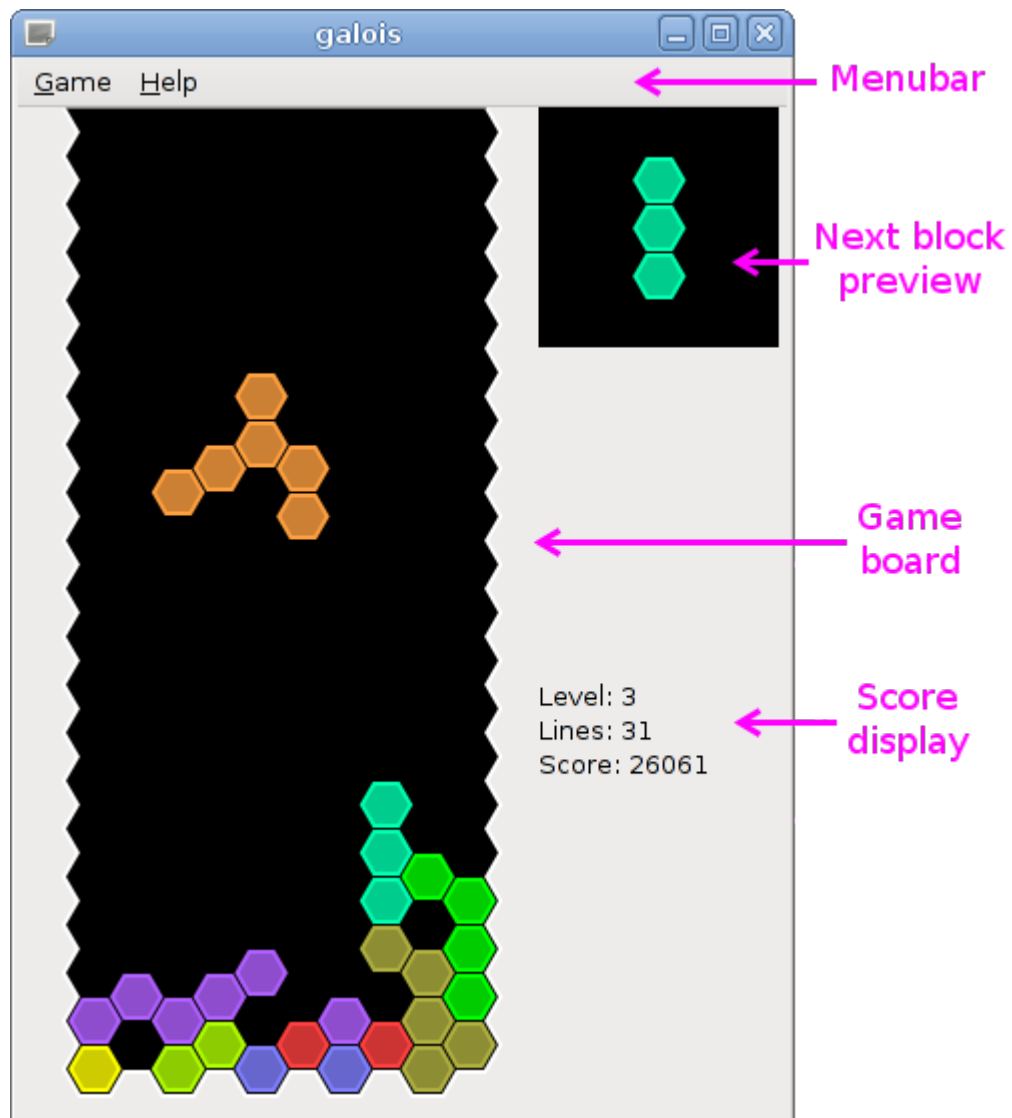 galois
Game Help
Menubar
Next block
preview
Game
board
Level: 3
Lines: 31
Score: 26061
Score
display